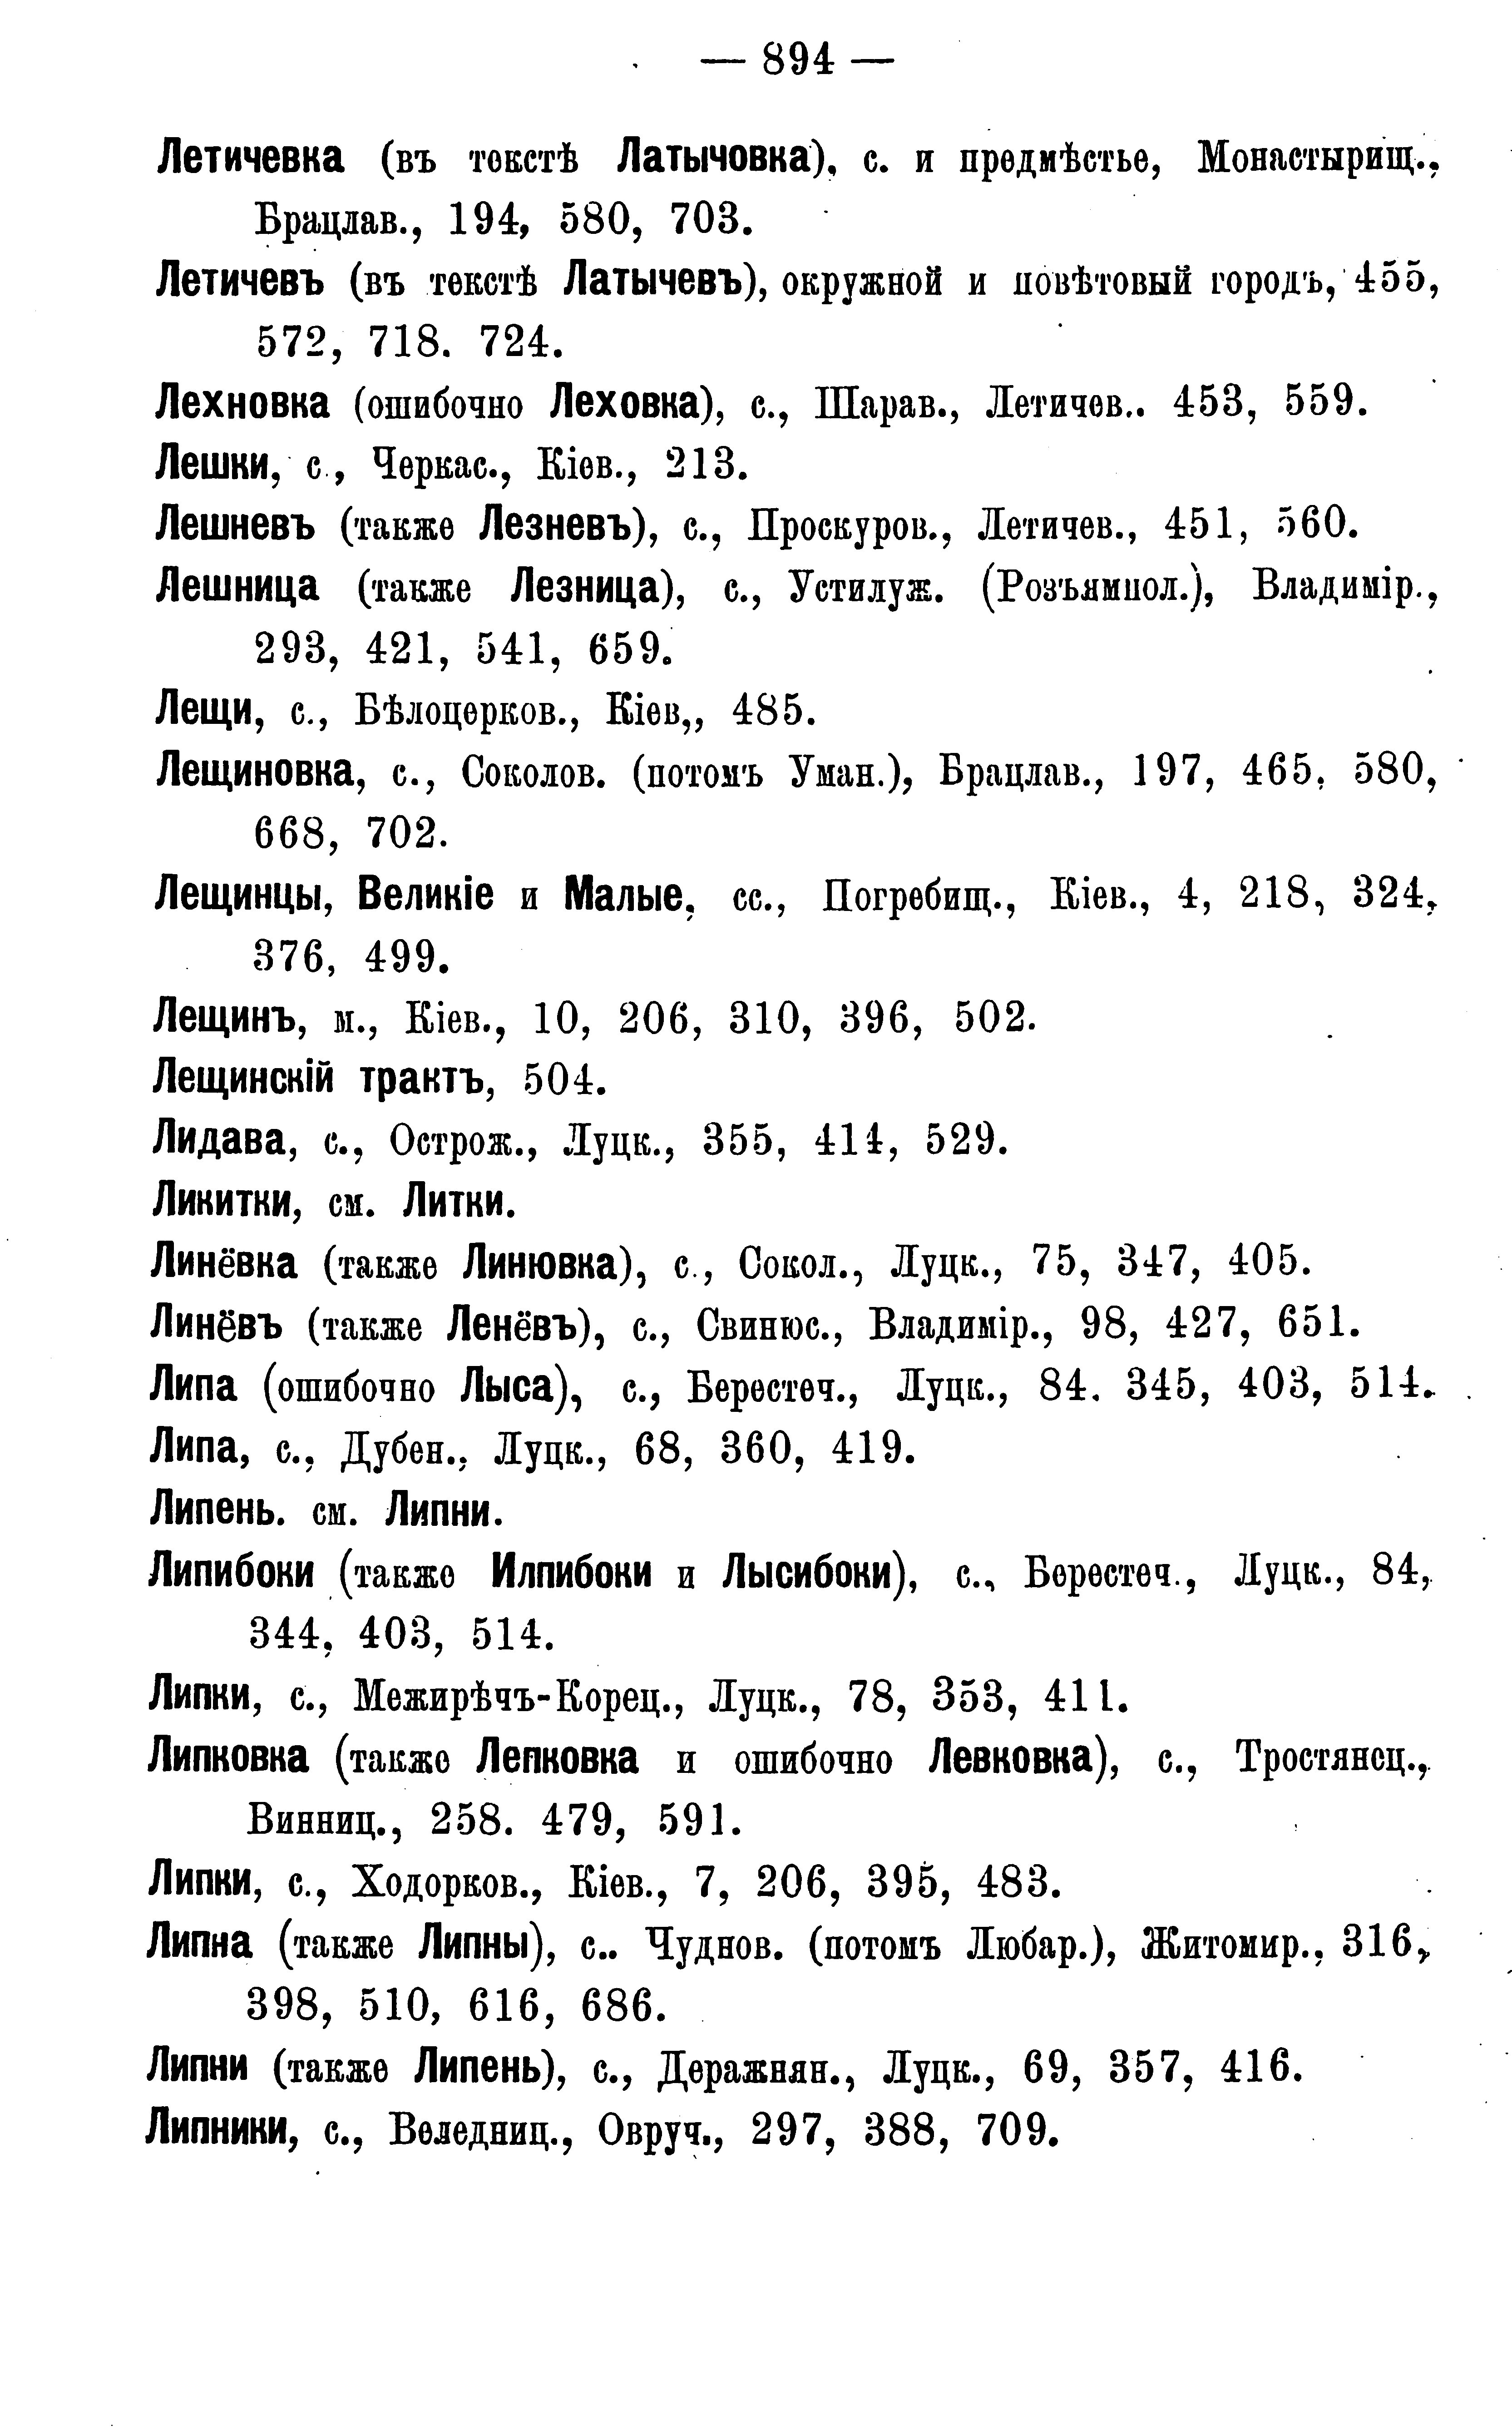 — 894 —
Летичевка (въ текстѣ Латычовка), с. и предмѣстье, Монастырищ.,
Брацлав., 194, 580, 703.
Летичевъ (въ текстѣ Латычевъ), окружной и повѣтовый городъ, 455,
572, 718. 724.
Лехновка (ошибочно Леховка), с., Шарав., Летичев.. 453, 559.
Лешки, с., Черкас., Кіев., 213.
Лешневъ (также Лезневъ), с., Проскуров., Летичев., 451, 560.
Лешница (также Лезница), с., Устилуж. (Розъямпол.), Владимір.,
293, 421, 541, 659.
Лещи, с., Бѣлоцерков., Кіев,, 485.
Лещиновка, с., Соколов. (потомъ Уман.), Брацлав., 197, 465, 580,
668, 702.
Лещинцы, Великіе и Малые, сс., Погребищ., Кіев., 4, 218, 324,
376, 499.
Лещинъ, м., Кіев., 10, 206, 310, 396, 502.
Лещинскій трактъ, 504.
Лидава, с., Острож., Луцк., 355, 414, 529.
Ликитки, см. Литки.
Линёвка (также Линювка), с., Сокол., Луцк., 75, 347, 405.
Линёвъ (также Ленёвъ), с., Свинюс., Владимір., 98, 427, 651.
Липа (ошибочно Лыса), с., Берестеч., Луцк., 84. 345, 403, 514.
Липа, с., Дубен., Луцк., 68, 360, 419.
Липень. см. Липни.
Липибоки (также Илпибоки и Лысибоки), с., Берестеч., Луцк., 84,
344, 403, 514.
Липки, с., Межирѣчъ-Корец., Луцк., 78, 353, 411.
Липковка (также Лепковка и ошибочно Левковка), с., Тростянец.,
Винниц., 258. 479, 591.
Липки, с., Ходорков., Кіев., 7, 206, 395, 483.
Липна (также Липны), с.. Чуднов. (потомъ Любар.), Житомир., 316,
398, 510, 616, 686.
Липни (также Липень), с., Деражнян., Луцк., 69, 357, 416.
Липники, с., Веледниц., Овруч., 297, 388, 709.